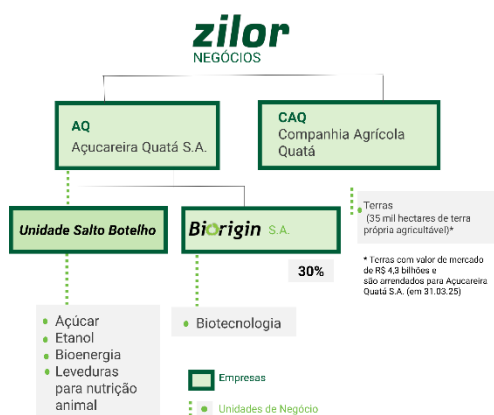 zilor
NEGÓCIOS
AQ
Açucareira Quatá S.A.
CAQ
Companhia Agrícola
Quatá
Unidade Salto Botelho
Biorigin S.A.
Terras
(35 mil hectares de terra
própria agricultável)*
30%
* Terras com valor de mercado
de R$ 4,3 bilhões e
são arrendados para Açucareira
Quatá S.A. (em 31.03.25)
Açúcar
Etanol
Bioenergia
Leveduras
para nutrição
animal
Biotecnologia
Empresas
Unidades de Negócio